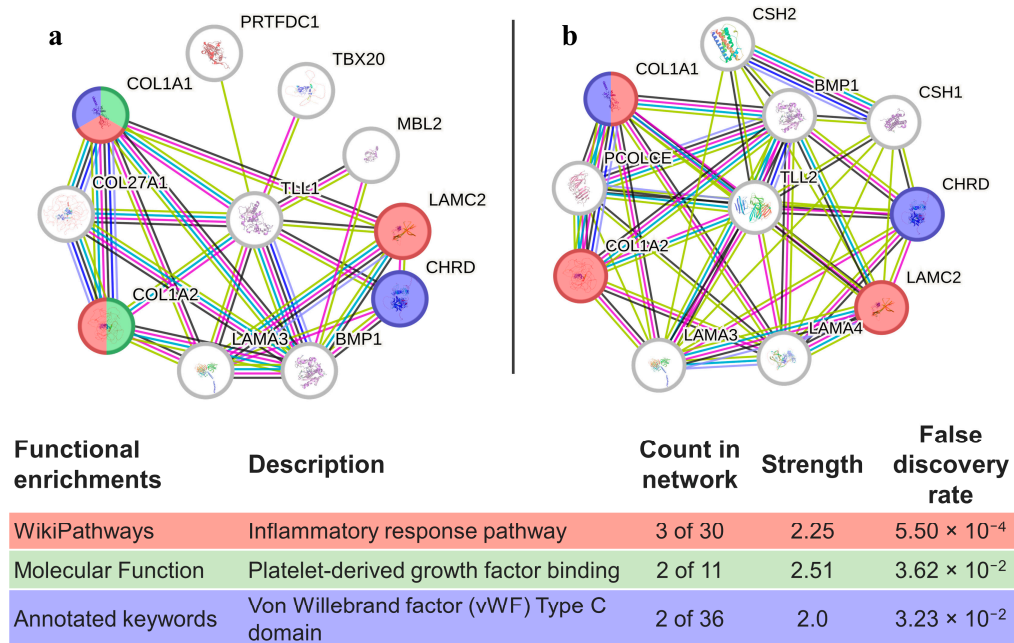 a
PRTFDC1
TBX20
COL1A1
MBL2
COL27A1
TLL1
LAMC2
CHRD
COL1A2
LAMA3
BMP1
b
CSH2
COL1A1
BMP1
CSH1
PCOLCE
TLL2
CHRD
COL1A2
LAMC2
LAMA3
LAMA4
Functional enrichments Description Count in network Strength False discovery rate
WikiPathways Inflammatory response pathway 3 of 30 2.25 5.50 × 10⁻⁴
Molecular Function Platelet-derived growth factor binding 2 of 11 2.51 3.62 × 10⁻²
Annotated keywords Von Willebrand factor (vWF) Type C domain 2 of 36 2.0 3.23 × 10⁻²